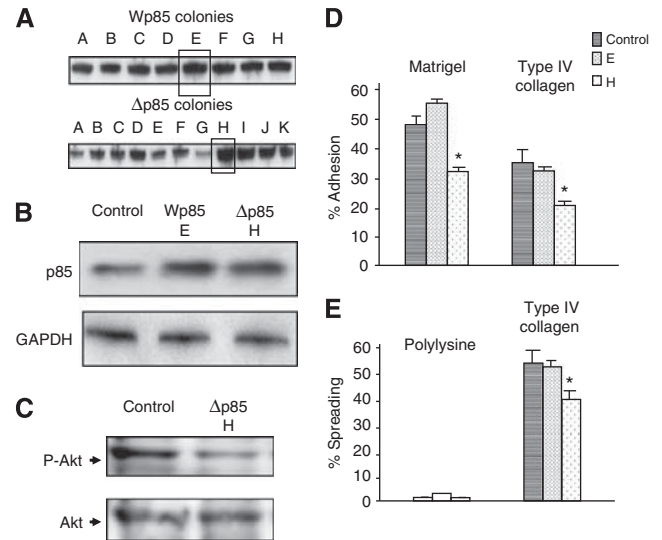 A
Wp85 colonies
A B C D E F G H
Δp85 colonies
A B C D E F G H I J K
B
Control Wp85 Δp85
E H
p85
GAPDH
C
Control Δp85
H
P-Akt
Akt
D
Control
E
H
Matrigel Type IV
collagen
% Adhesion
60
50
40
30
20
10
0
*
*
E
Type IV
collagen
Polylysine
% Spreading
60
50
40
30
20
10
0
*